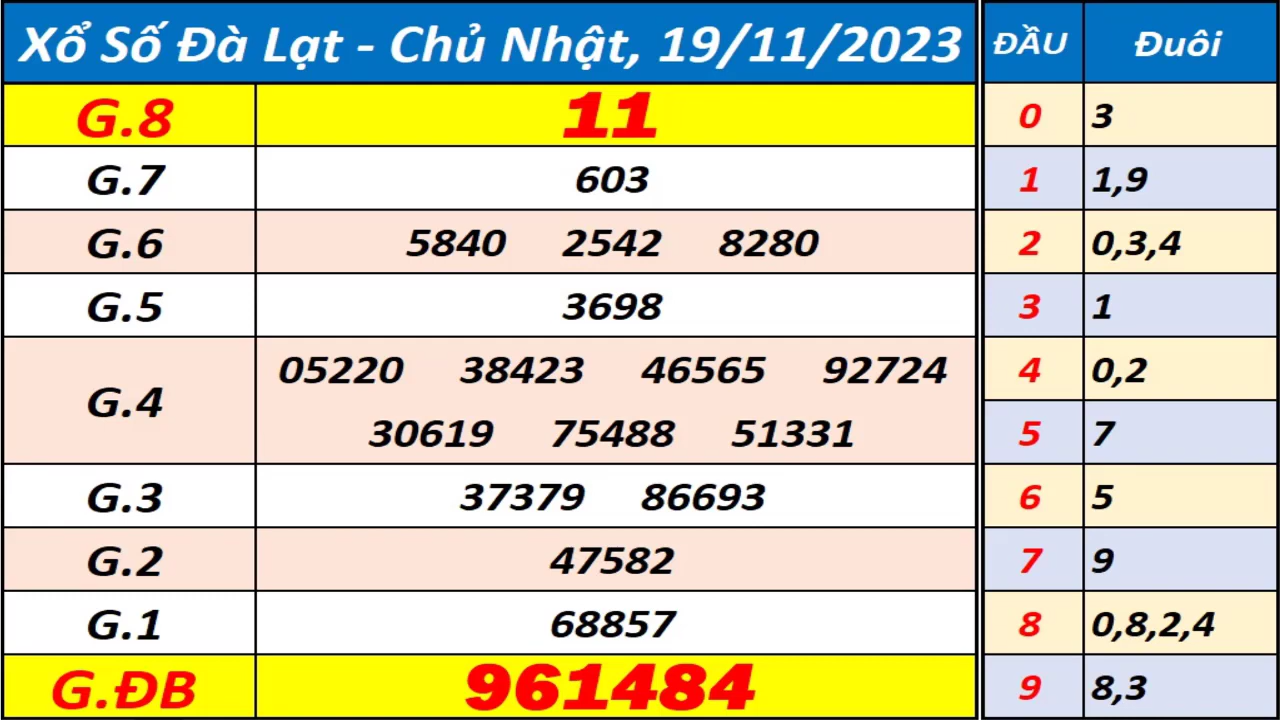 Xổ Số Đà Lạt - Chủ Nhật, 19/11/2023
G.8 11
G.7 603
G.6 5840 2542 8280
G.5 3698
G.4 05220 38423 46565 92724
30619 75488 51331
G.3 37379 86693
G.2 47582
G.1 68857
G.ĐB 961484
ĐẦU Đuôi
0 3
1 1,9
2 0,3,4
3 1
4 0,2
5 7
6 5
7 9
8 0,8,2,4
9 8,3